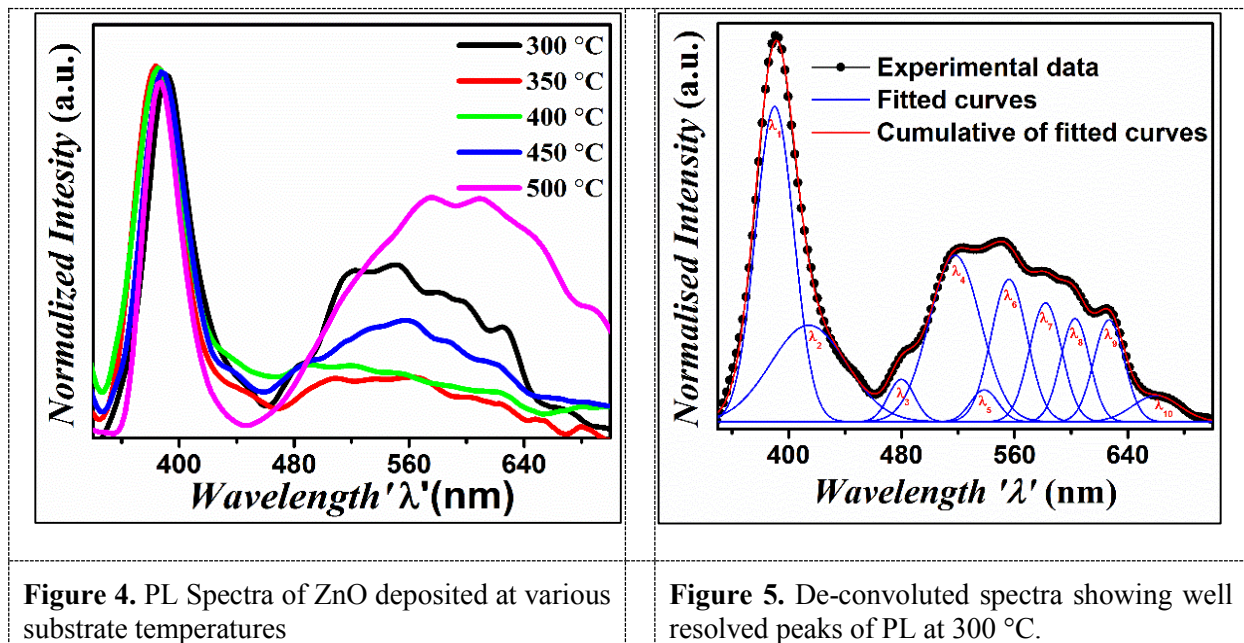 Normalized Intesity (a.u.)
300 °C
350 °C
400 °C
450 °C
500 °C
400 480 560 640
Wavelength'λ'(nm)
Figure 4. PL Spectra of ZnO deposited at various
substrate temperatures
Normalised Intensity (a.u.)
Experimental data
Fitted curves
Cumulative of fitted curves
λ1
λ2
λ3
λ4
λ5
λ6
λ7
λ8
λ9
λ10
400 480 560 640
Wavelength 'λ' (nm)
Figure 5. De-convoluted spectra showing well
resolved peaks of PL at 300 °C.